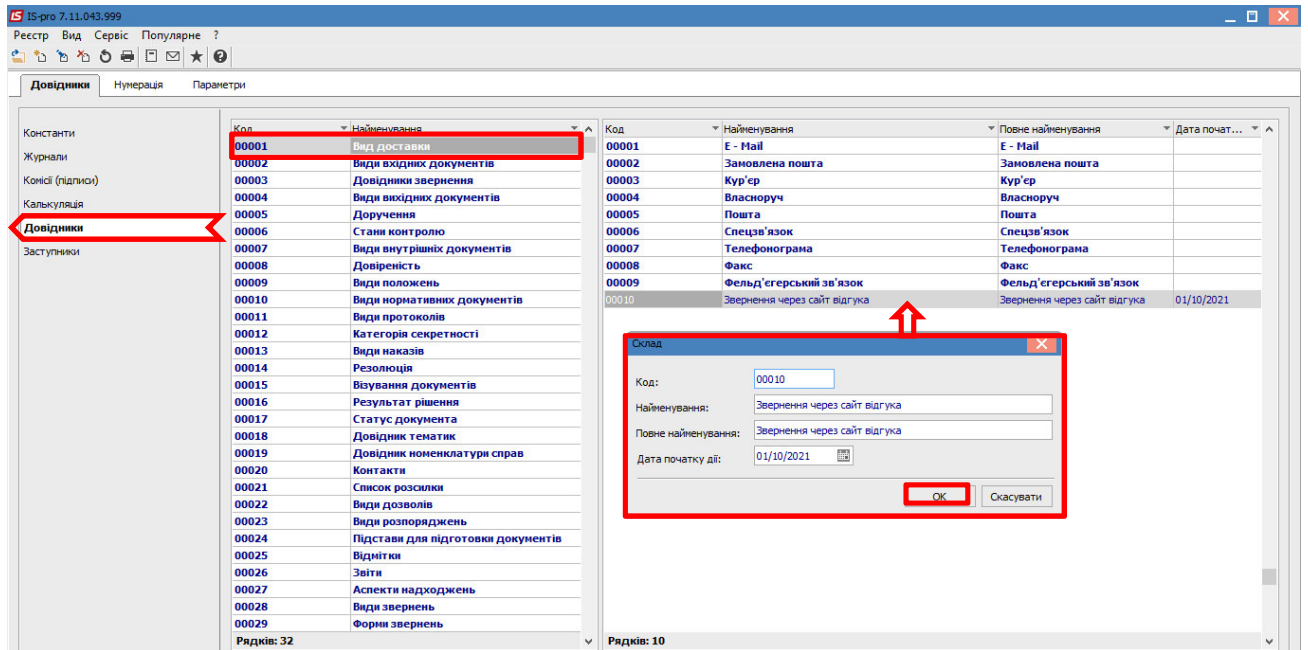 IS-pro 7.11.043.999
Реєстр Вид Сервіс Популярне ?
Довідники Нумерація Параметри
Константи
Журнали
Комісії (підписи)
Калькуляція
Довідники
Заступники
Код Найменування
00001 Вид доставки
00002 Види вхідних документів
00003 Довідники звернення
00004 Види вихідних документів
00005 Доручення
00006 Стани контролю
00007 Види внутрішніх документів
00008 Довіреність
00009 Види положень
00010 Види нормативних документів
00011 Види протоколів
00012 Категорія секретності
00013 Види наказів
00014 Резолюція
00015 Візування документів
00016 Результат рішення
00017 Статус документа
00018 Довідник тематик
00019 Довідник номенклатури справ
00020 Контакти
00021 Список розсилки
00022 Види дозволів
00023 Види розпоряджень
00024 Підстави для підготовки документів
00025 Відмітки
00026 Звіти
00027 Аспекти надходжень
00028 Види звернень
00029 Форми звернень
Рядків: 32
Код Найменування Повне найменування Дата почат...
00001 E - Mail E - Mail
00002 Замовлена пошта Замовлена пошта
00003 Кур'єр Кур'єр
00004 Власноруч Власноруч
00005 Пошта Пошта
00006 Спецзв'язок Спецзв'язок
00007 Телефонограма Телефонограма
00008 Факс Факс
00009 Фельд'єгерський зв'язок Фельд'єгерський зв'язок
00010 Звернення через сайт відгука Звернення через сайт відгука 01/10/2021
Склад
Код: 00010
Найменування: Звернення через сайт відгука
Повне найменування: Звернення через сайт відгука
Дата початку дії: 01/10/2021
OK Скасувати
Рядків: 10